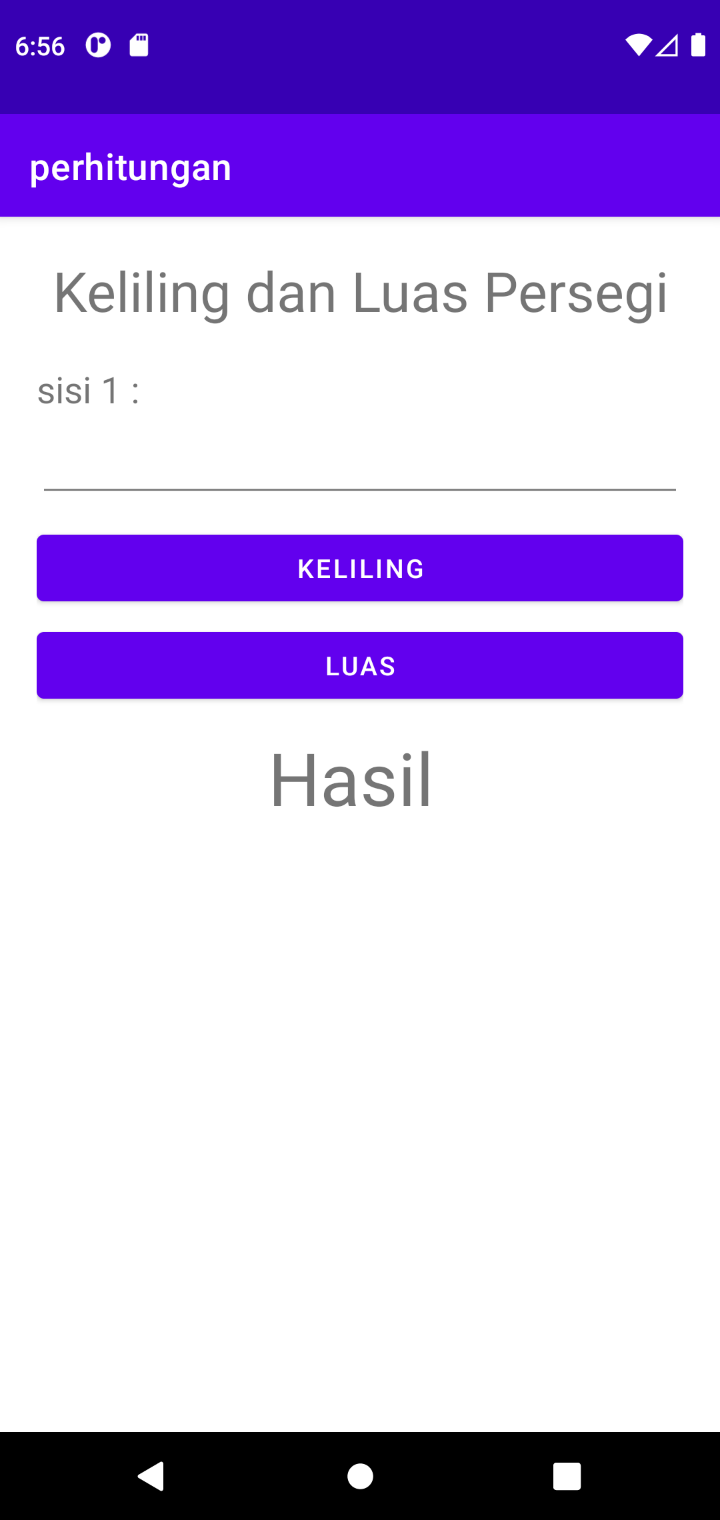 6:56
perhitungan
Keliling dan Luas Persegi
sisi 1 :
KELILING
LUAS
Hasil